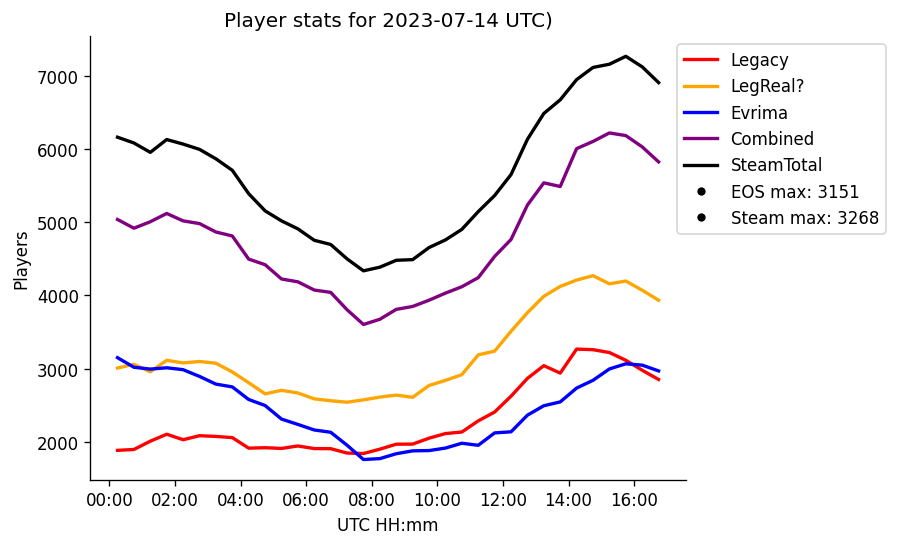 Player stats for 2023-07-14 UTC)
Legacy
LegReal?
Evrima
Combined
SteamTotal
EOS max: 3151
Steam max: 3268
7000
6000
5000
4000
3000
2000
Players
00:00 02:00 04:00 06:00 08:00 10:00 12:00 14:00 16:00
UTC HH:mm